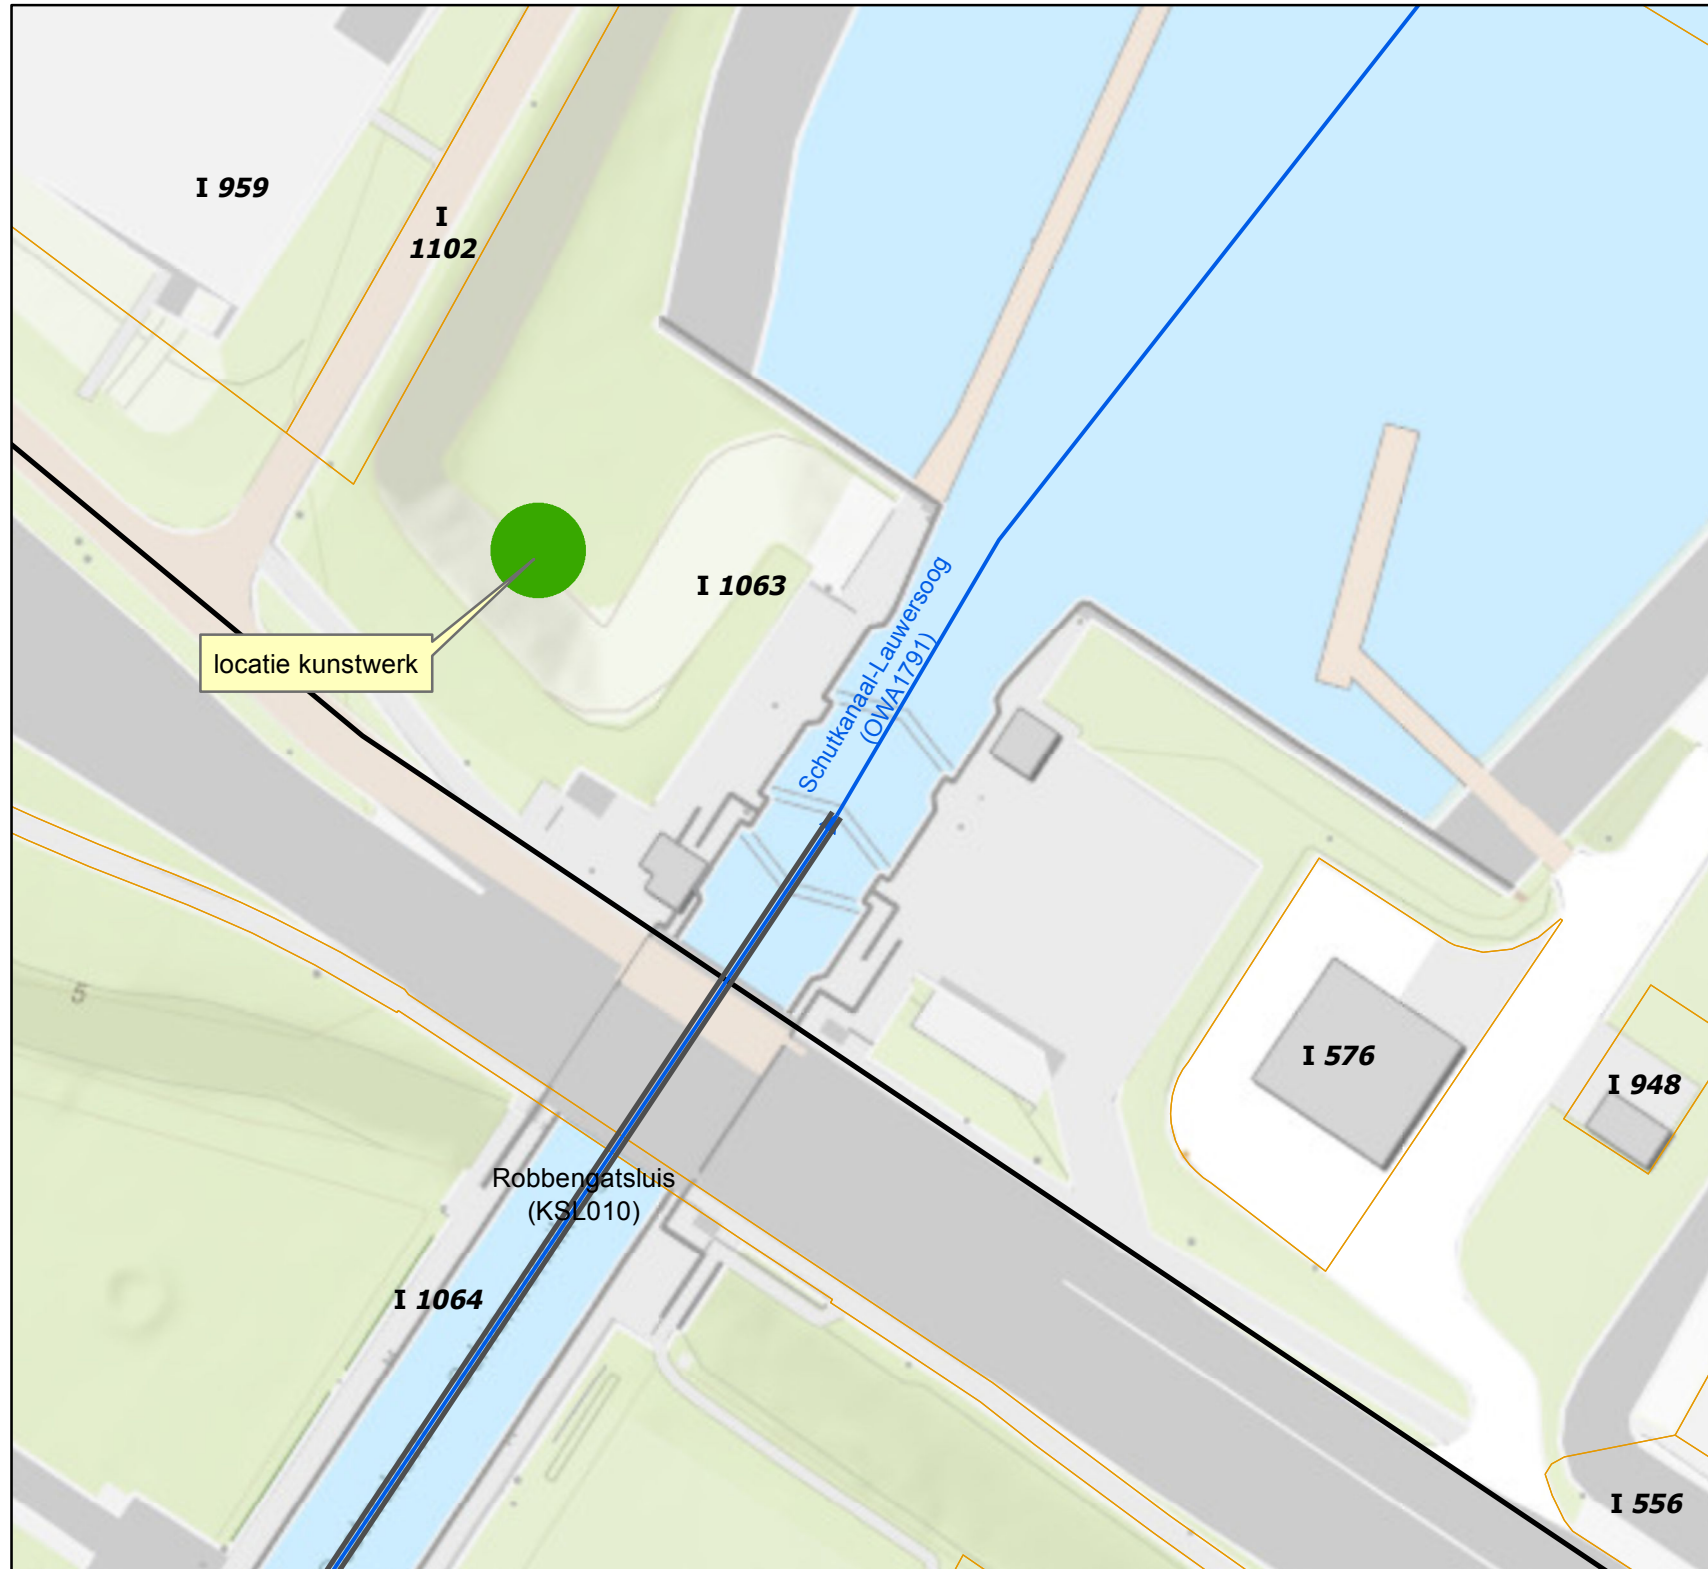 I 959
I
1102
I 1063
locatie kunstwerk
Schutkanaal-Lauwersoog
(OWA1791)
5
I 576
I 948
Robbengatsluis
(KSL010)
I 1064
I 556